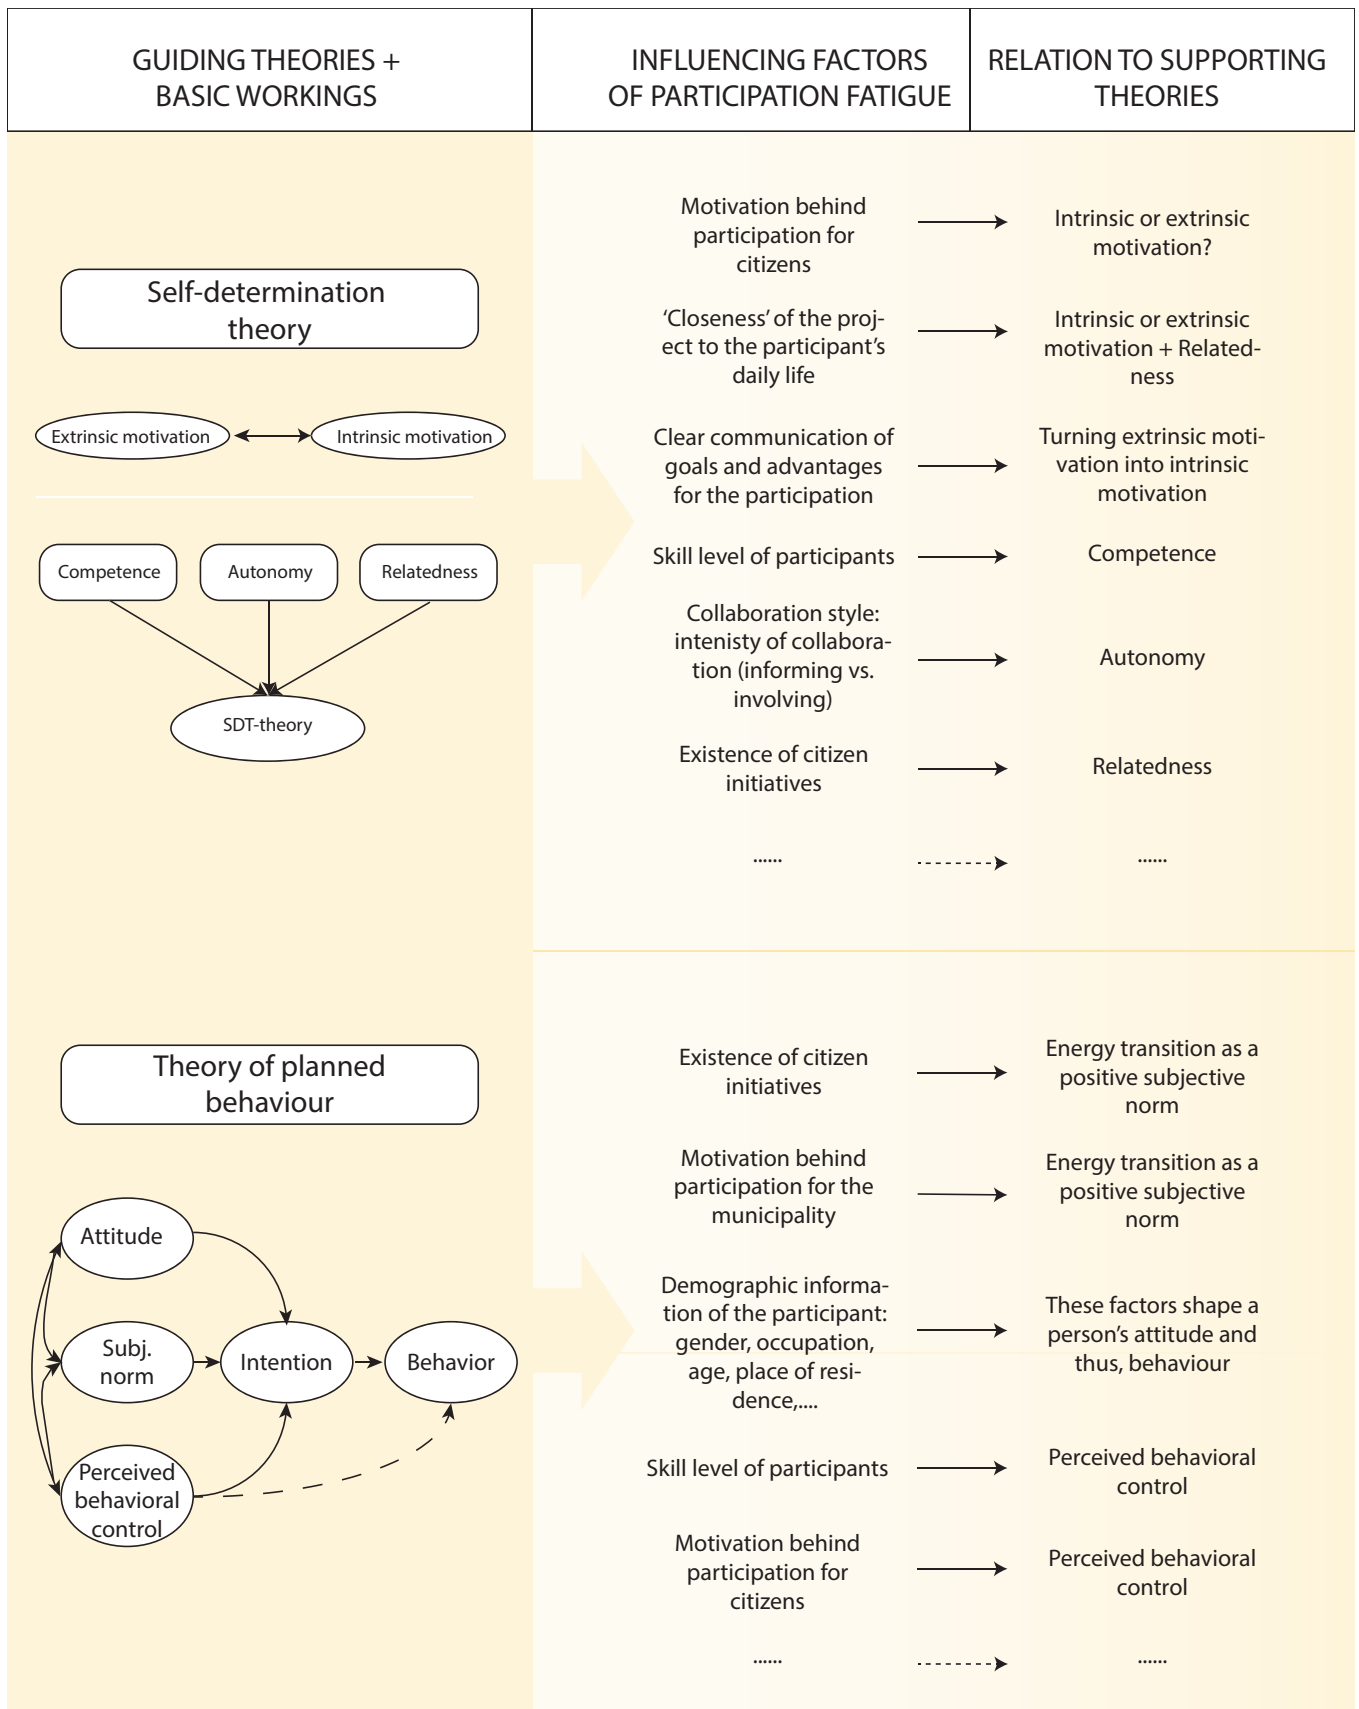 GUIDING THEORIES +
BASIC WORKINGS
INFLUENCING FACTORS
OF PARTICIPATION FATIGUE
RELATION TO SUPPORTING
THEORIES
Self-determination
theory
Extrinsic motivation
Intrinsic motivation
Competence
Autonomy
Relatedness
SDT-theory
Motivation behind
participation for
citizens
Intrinsic or extrinsic
motivation?
'Closeness' of the proj-
ect to the participant's
daily life
Intrinsic or extrinsic
motivation + Related-
ness
Clear communication of
goals and advantages
for the participation
Turning extrinsic moti-
vation into intrinsic
motivation
Skill level of participants
Competence
Collaboration style:
intenisty of collabora-
tion (informing vs.
involving)
Autonomy
Existence of citizen
initiatives
Relatedness
......
......
Theory of planned
behaviour
Attitude
Subj.
norm
Intention
Behavior
Perceived
behavioral
control
Existence of citizen
initiatives
Energy transition as a
positive subjective
norm
Motivation behind
participation for the
municipality
Energy transition as a
positive subjective
norm
Demographic informa-
tion of the participant:
gender, occupation,
age, place of resi-
dence,....
These factors shape a
person's attitude and
thus, behaviour
Skill level of participants
Perceived behavioral
control
Motivation behind
participation for
citizens
Perceived behavioral
control
......
......